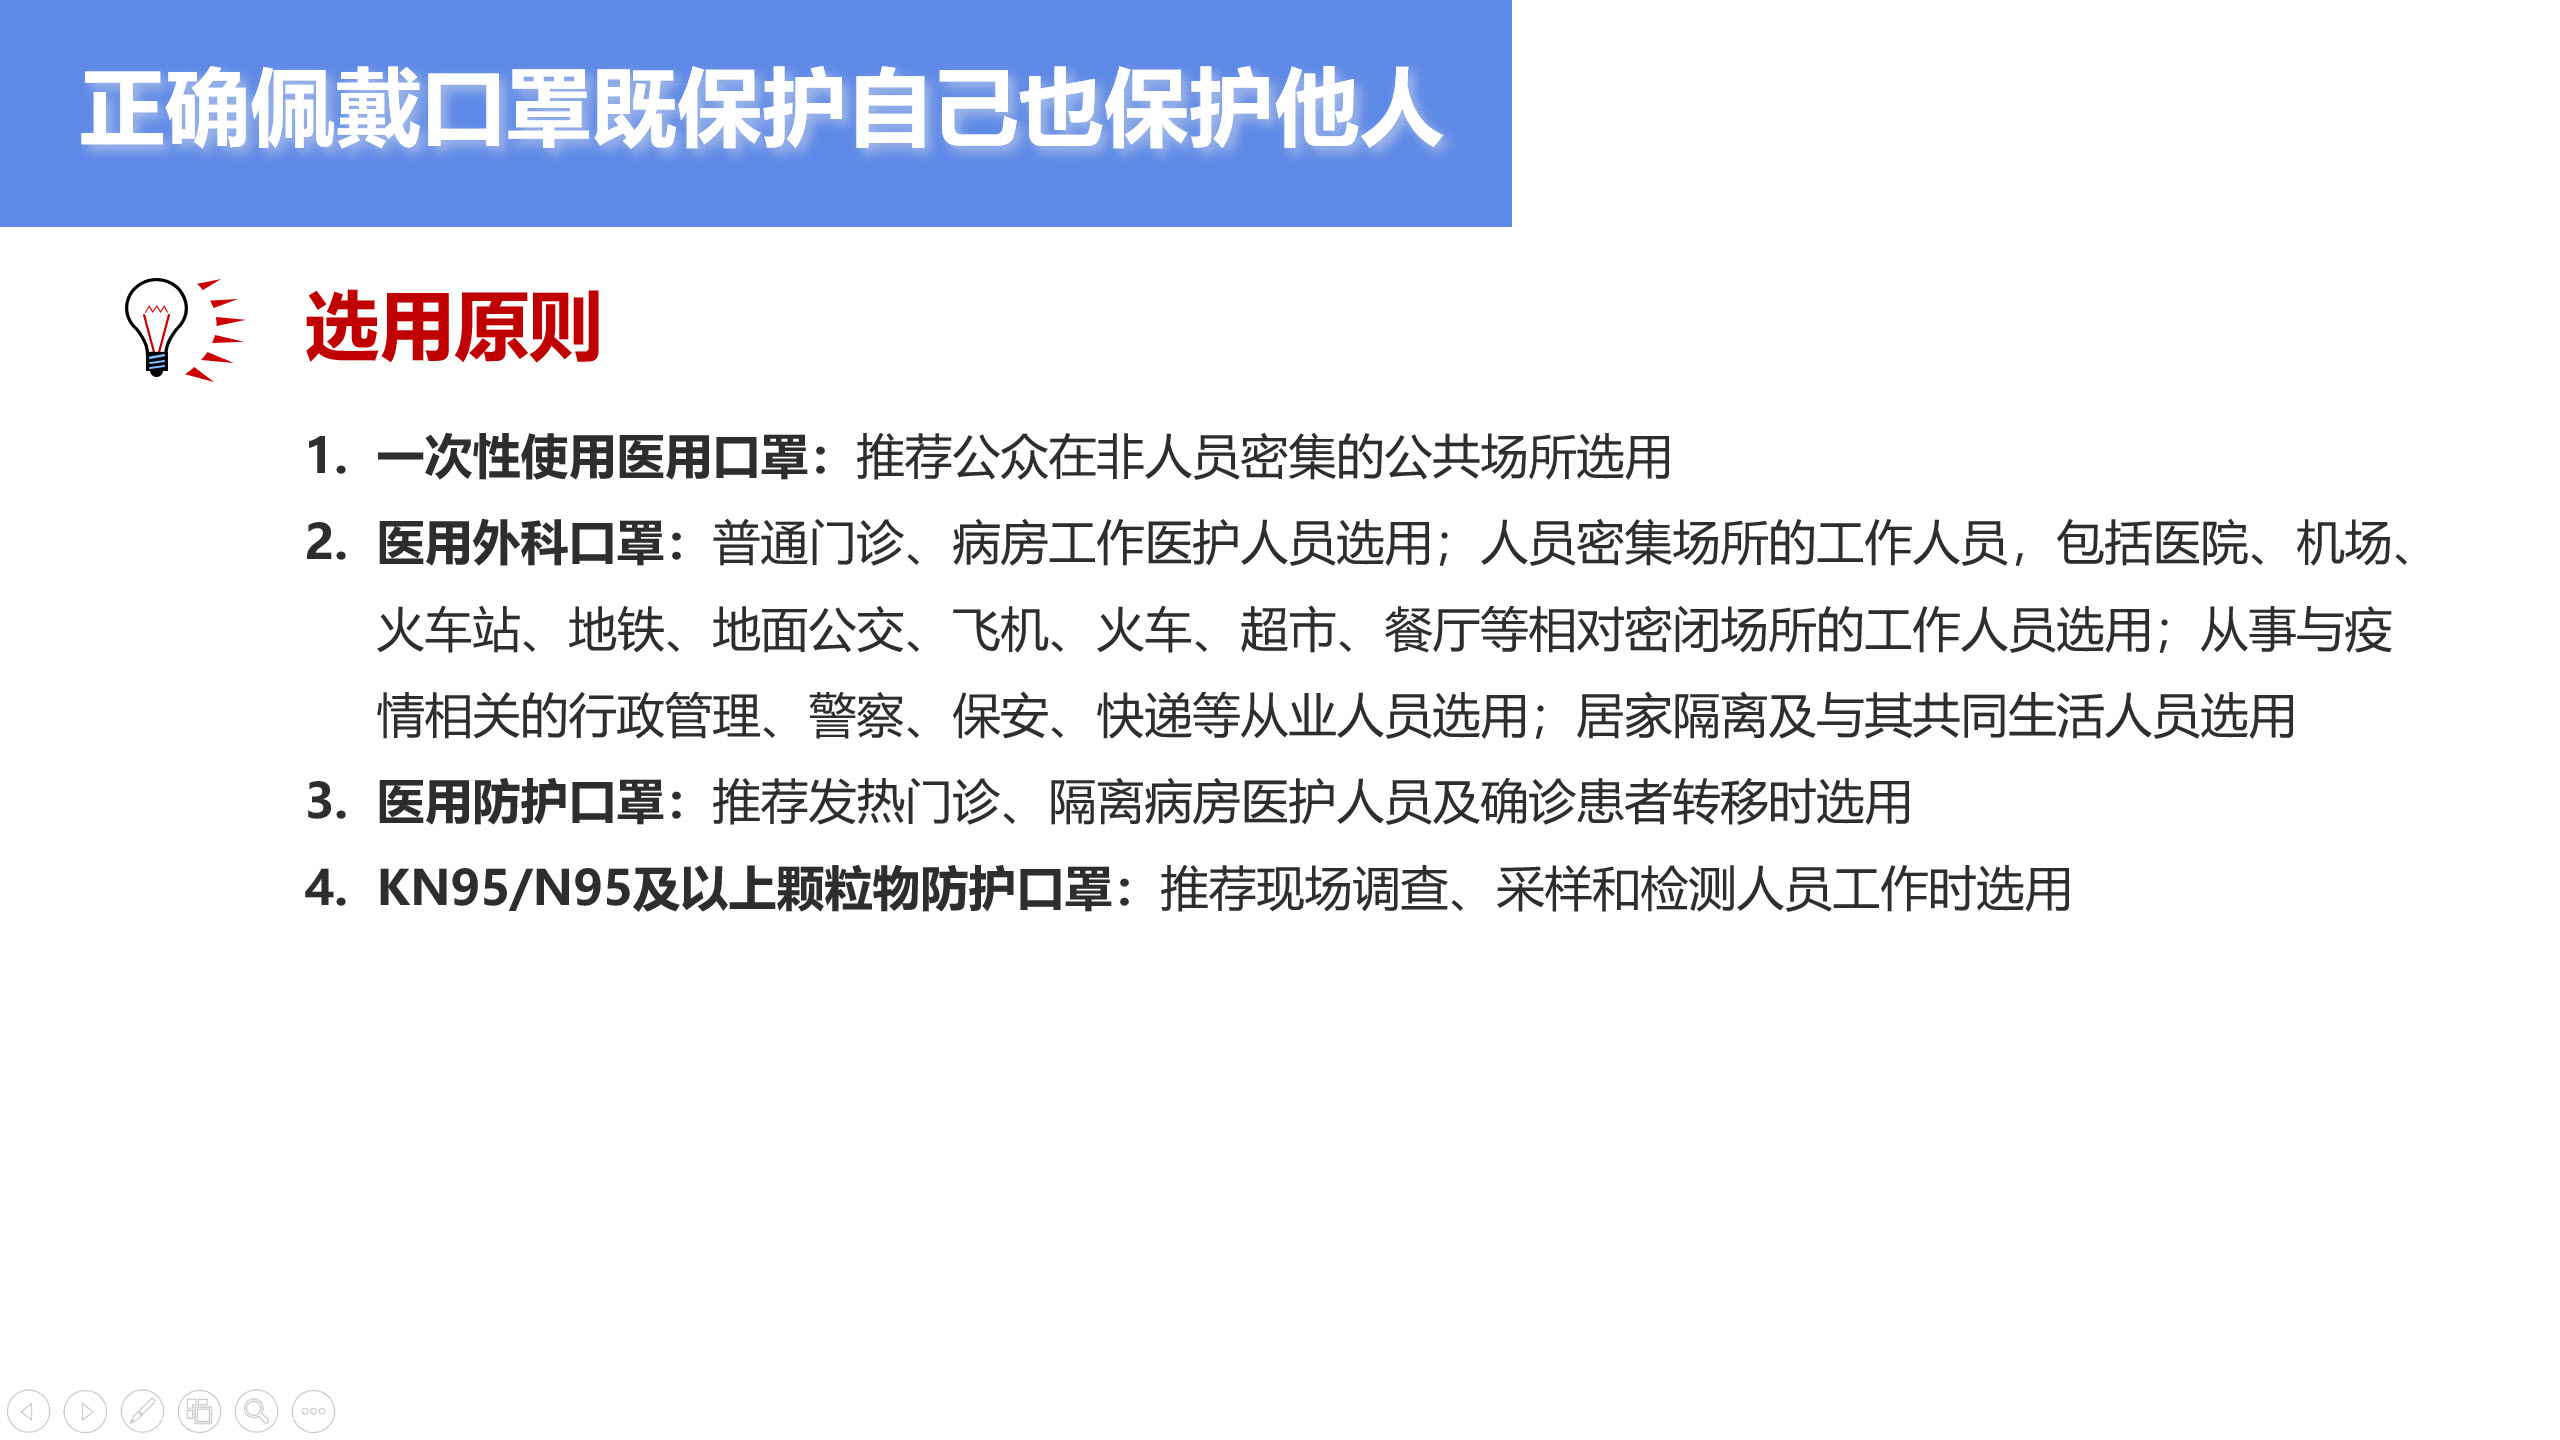 正确佩戴口罩既保护自己也保护他人
选用原则
1. 一次性使用医用口罩：推荐公众在非人员密集的公共场所选用
2. 医用外科口罩：普通门诊、病房工作医护人员选用；人员密集场所的工作人员，包括医院、机场、
火车站、地铁、地面公交、飞机、火车、超市、餐厅等相对密闭场所的工作人员选用；从事与疫
情相关的行政管理、警察、保安、快递等从业人员选用；居家隔离及与其共同生活人员选用
3. 医用防护口罩：推荐发热门诊、隔离病房医护人员及确诊患者转移时选用
4. KN95/N95及以上颗粒物防护口罩：推荐现场调查、采样和检测人员工作时选用